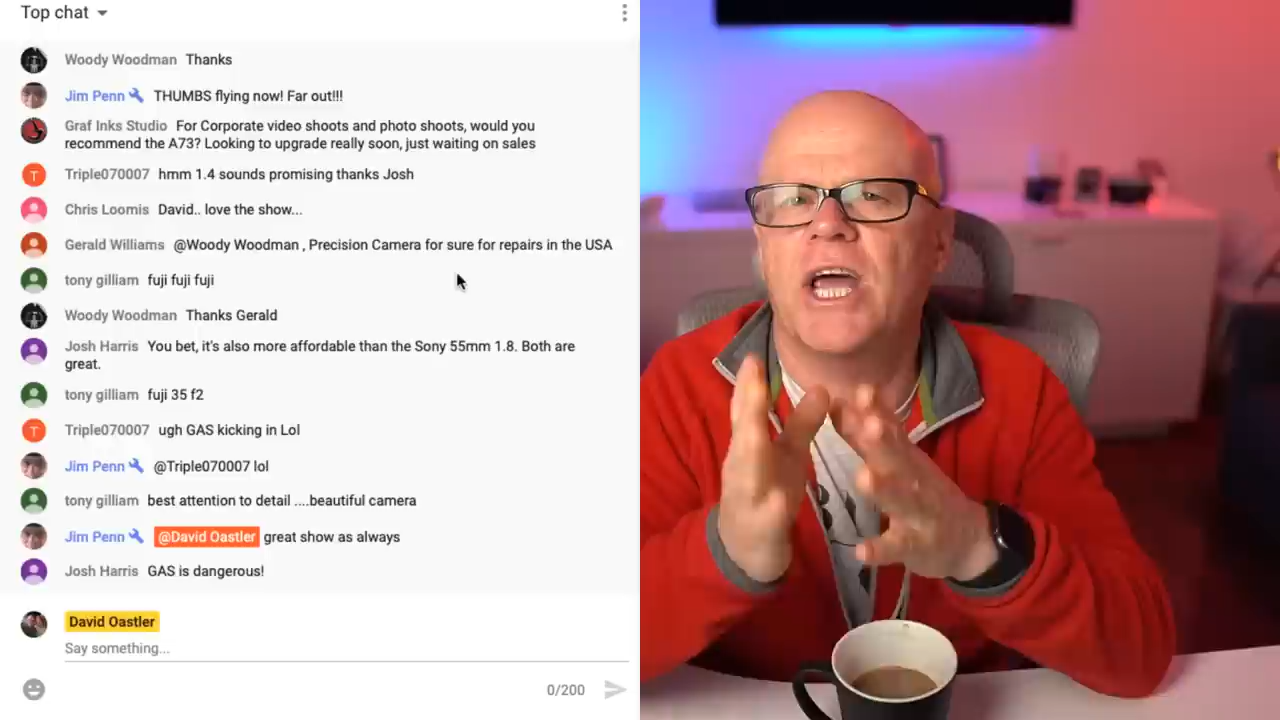 Top chat
Woody Woodman Thanks
Jim Penn THUMBS flying now! Far out!!!
Graf Inks Studio For Corporate video shoots and photo shoots, would you
recommend the A73? Looking to upgrade really soon, just waiting on sales
T Triple070007 hmm 1.4 sounds promising thanks Josh
Chris Loomis David.. love the show...
Gerald Williams @Woody Woodman , Precision Camera for sure for repairs in the USA
tony gilliam fuji fuji fuji
Woody Woodman Thanks Gerald
Josh Harris You bet, it's also more affordable than the Sony 55mm 1.8. Both are
great.
tony gilliam fuji 35 f2
T Triple070007 ugh GAS kicking in Lol
Jim Penn @Triple070007 lol
tony gilliam best attention to detail ....beautiful camera
Jim Penn @David Oastler great show as always
Josh Harris GAS is dangerous!
David Oastler
Say something...
0/200